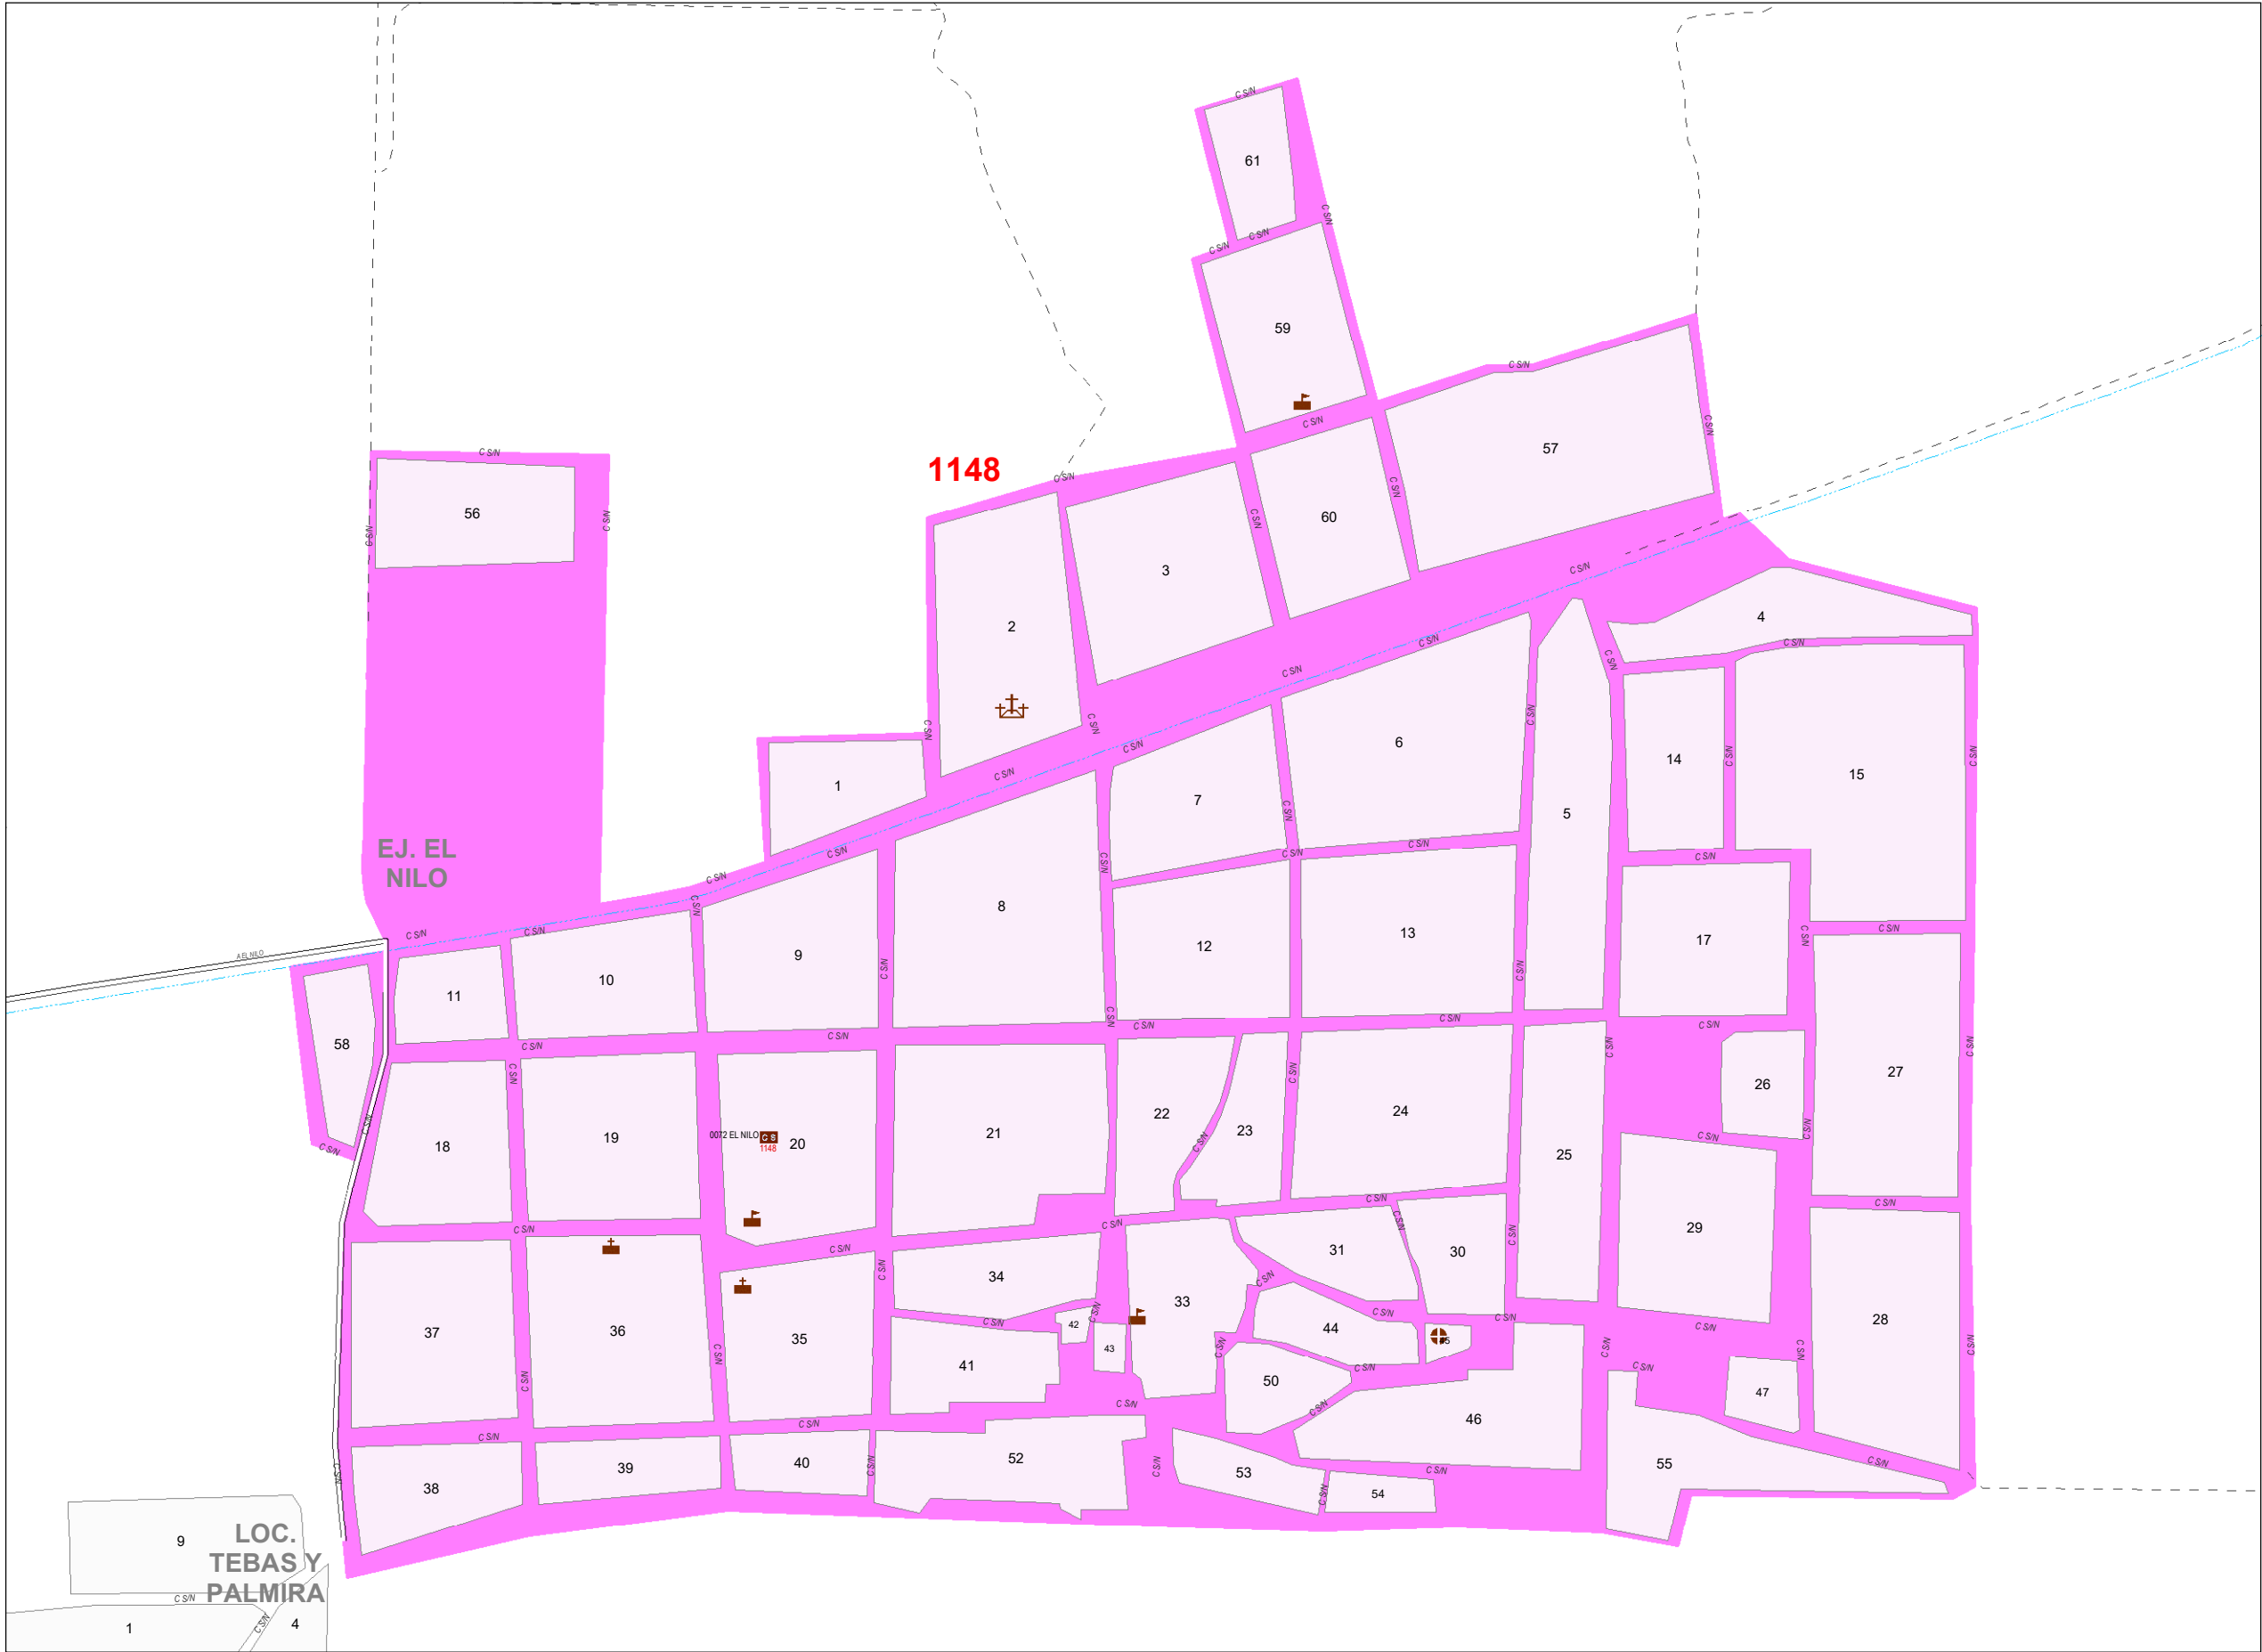 C S/N
61
C S/N
C S/N
C S/N
59
C S/N
C S/N
57
C S/N
C S/N
1148
C S/N
C S/N
56
C S/N
C S/N
C S/N
60
3
C S/N
2
4
C S/N
C S/N
C S/N
C S/N
C S/N
C S/N
C S/N
C S/N
6
14
C S/N
C S/N
15
C S/N
C S/N
1
7
C S/N
5
EJ. EL
NILO
C S/N
C S/N
C S/N
C S/N
C S/N
C S/N
C S/N
8
C S/N
C S/N
C S/N
12
13
17
C S/N
C S/N
A EL NILO
9
10
11
C S/N
C S/N
C S/N
C S/N
C S/N
C S/N
C S/N
58
C S/N
C S/N
C S/N
C S/N
C S/N
27
26
22
23
24
C S/N
C S/N
C S/N
C S/N
0072 EL NILO
C S
1148
20
21
19
18
25
C S/N
C S/N
C S/N
C S/N
C S/N
C S/N
C S/N
C S/N
29
31
30
C S/N
C S/N
34
33
C S/N
C S/N
C S/N
C S/N
C S/N
C S/N
28
37
36
35
42
44
43
41
C S/N
C S/N
C S/N
C S/N
C S/N
C S/N
C S/N
C S/N
50
47
C S/N
C S/N
46
C S/N
C S/N
C S/N
C S/N
C S/N
C S/N
C S/N
38
39
40
52
53
54
55
LOC.
TEBAS Y
PALMIRA
9
C S/N
C S/N
1
4